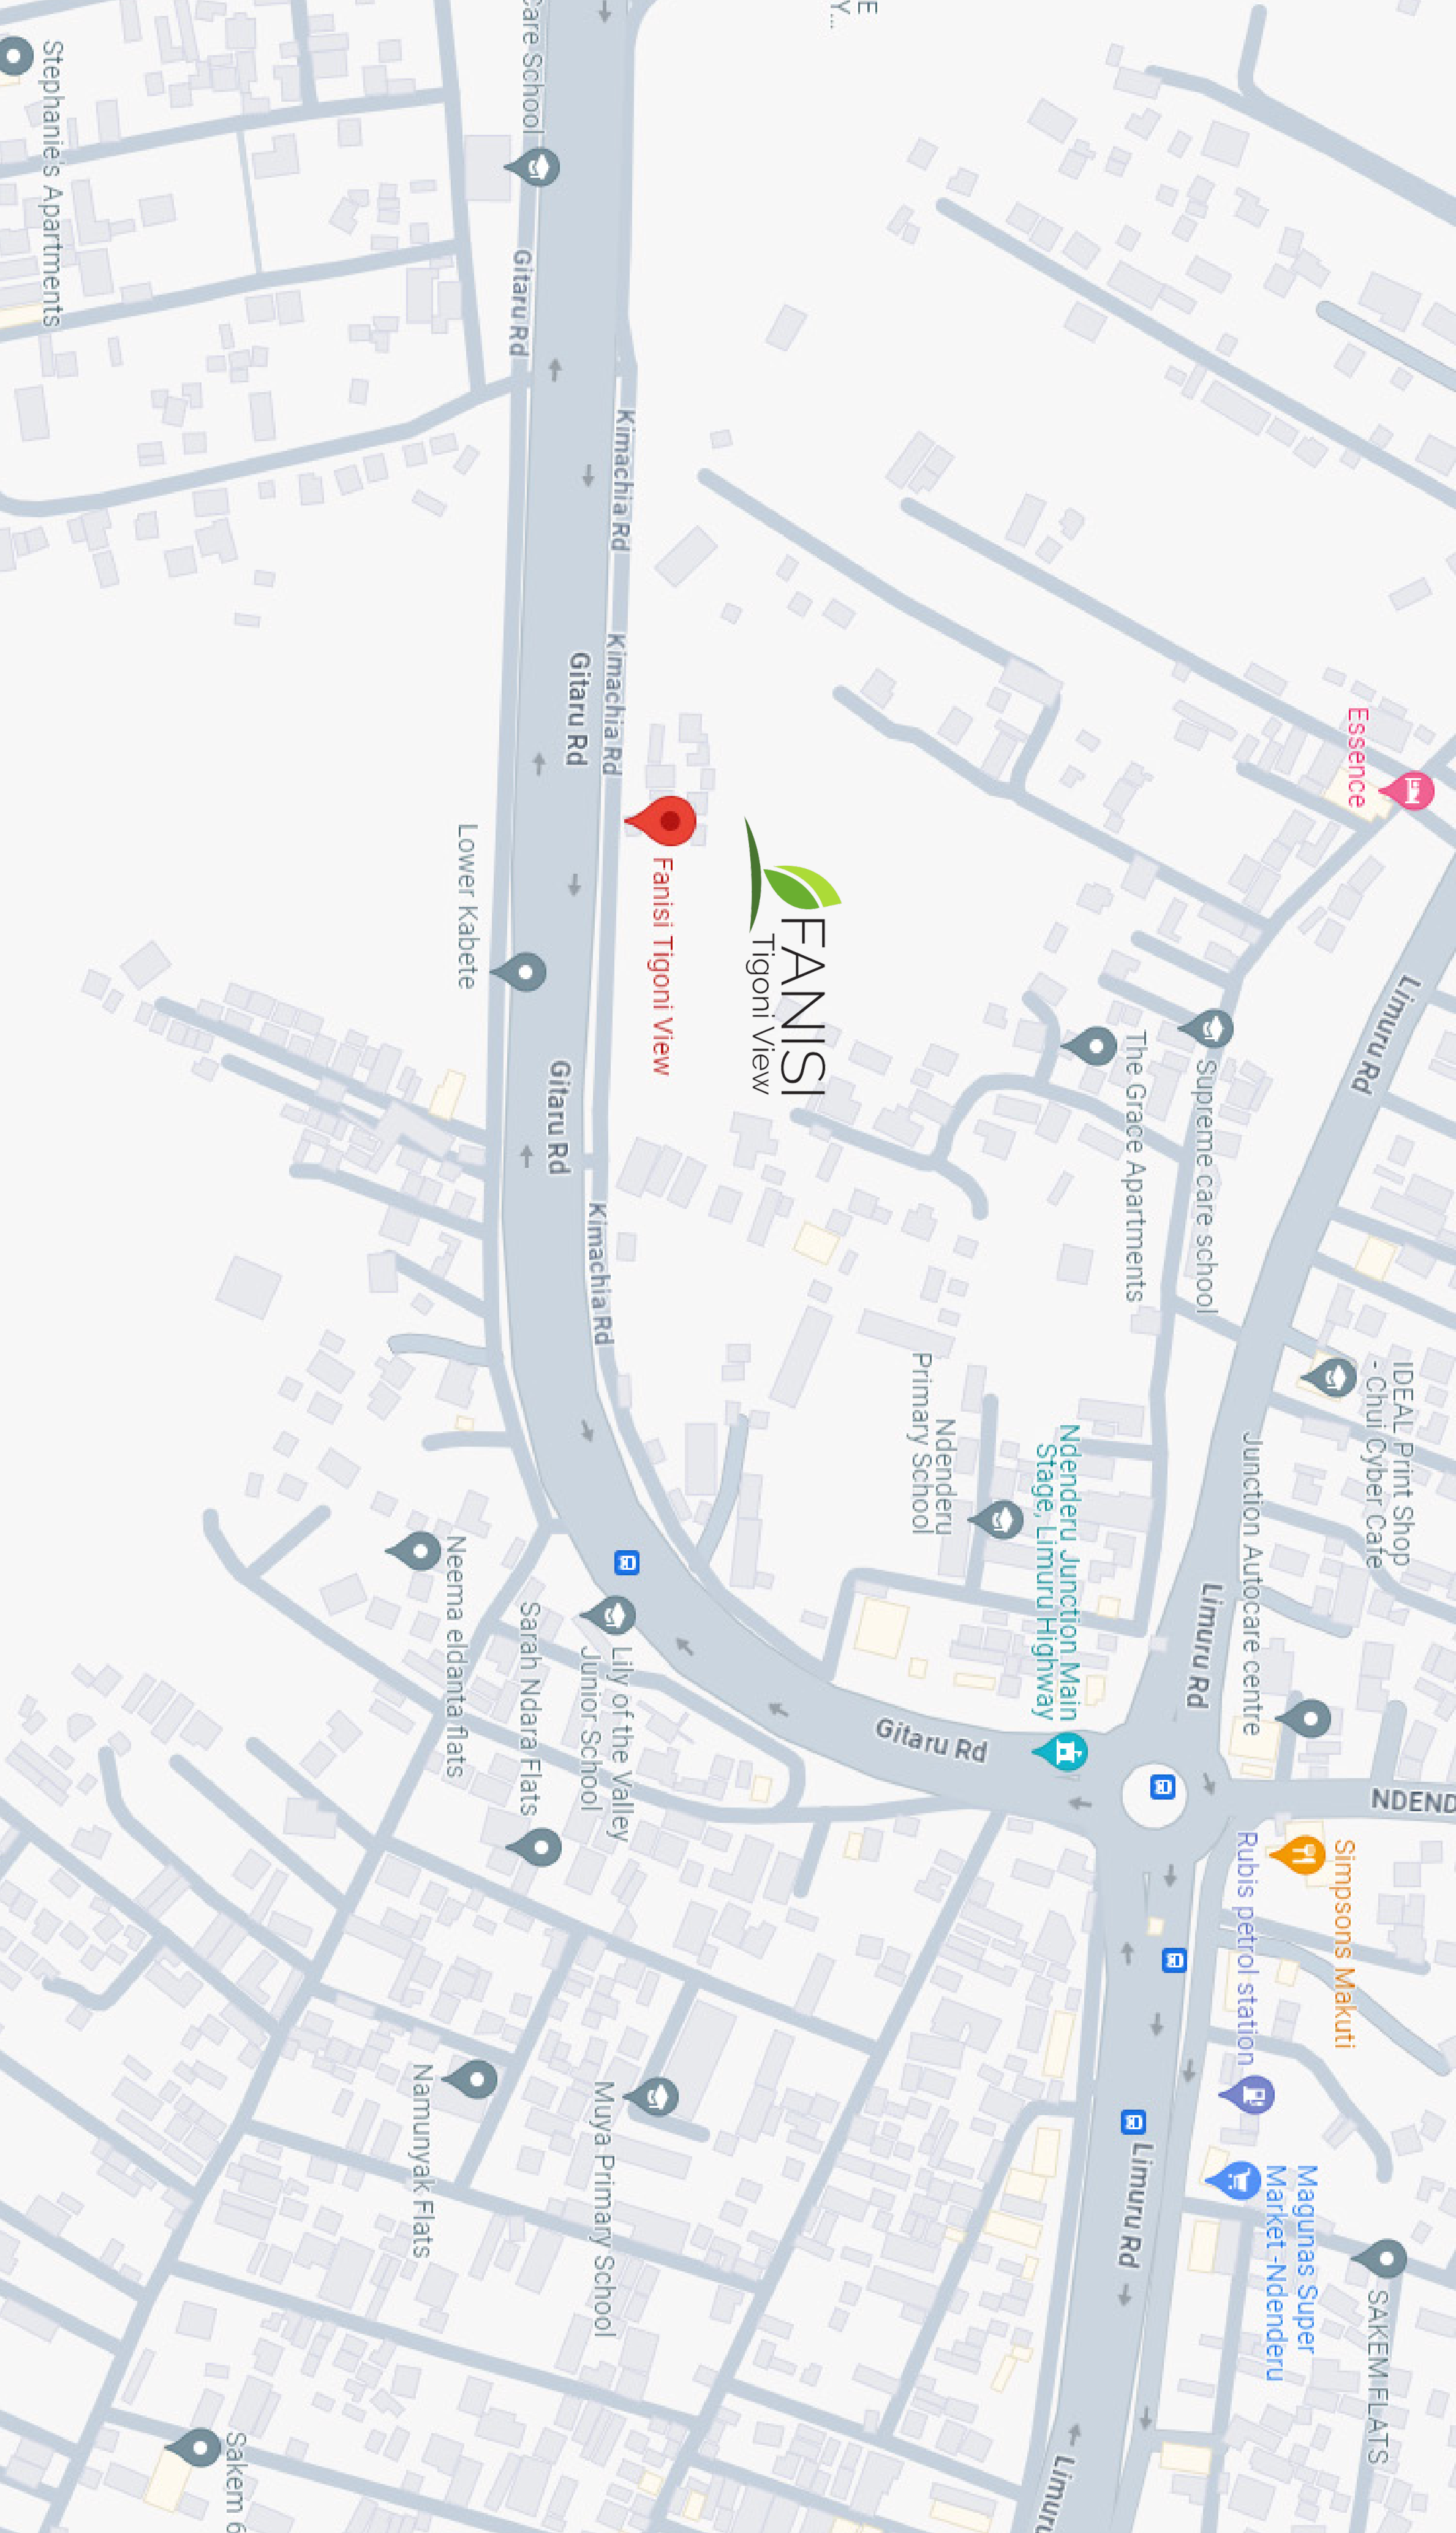 Stephanie's Apartments
Care School
Gitaru Rd
Kimachia Rd
Kimachia Rd
Gitaru Rd
Lower Kabete
Fanisi Tigoni View
FANISI
Tigoni View
Essence
Limuru Rd
Supreme care school
The Grace Apartments
Gitaru Rd
Kimachia Rd
IDEAL Print Shop
- Chui Cyber Cafe
Junction Autocare centre
Ndenderu Junction Main
Stage, Limuru Highway
Ndenderu
Primary School
Limuru Rd
Neema eldanta flats
Sarah Ndara Flats
Lily of the Valley
Junior School
Gitaru Rd
NDEND
Simpsons Makuti
Rubis petrol station
Magunas Super
Market -Ndenderu
SAKEM FLATS
Limuru Rd
Namunyak Flats
Muya Primary School
Sakem 6
Limuru